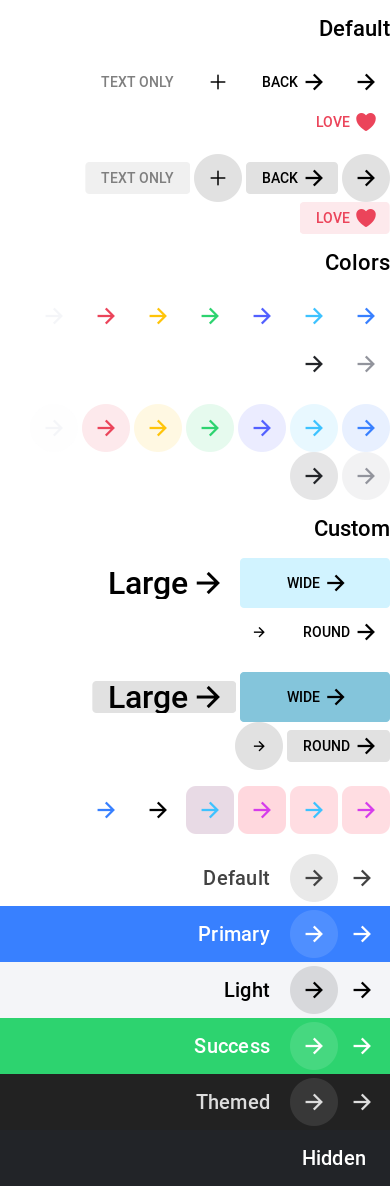 Default
TEXT ONLY BACK
LOVE
TEXT ONLY BACK
LOVE
Colors
Custom
Large WIDE
ROUND
Large WIDE
ROUND
Default
Primary
Light
Success
Themed
Hidden